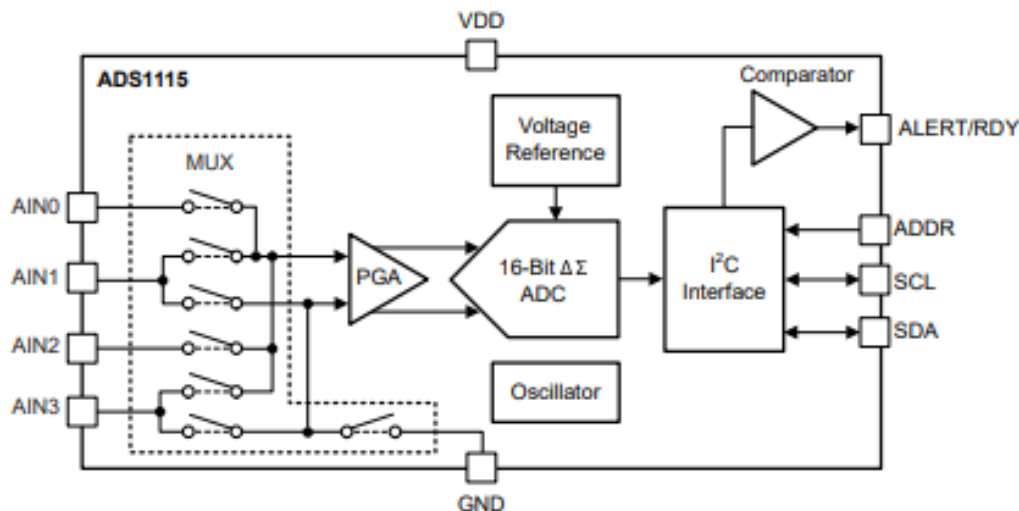 VDD
ADS1115
Comparator
Voltage
Reference
ALERT/RDY
MUX
AIN0
ADDR
AIN1
PGA
16-Bit ΔΣ
ADC
I²C
Interface
SCL
AIN2
SDA
AIN3
Oscillator
GND